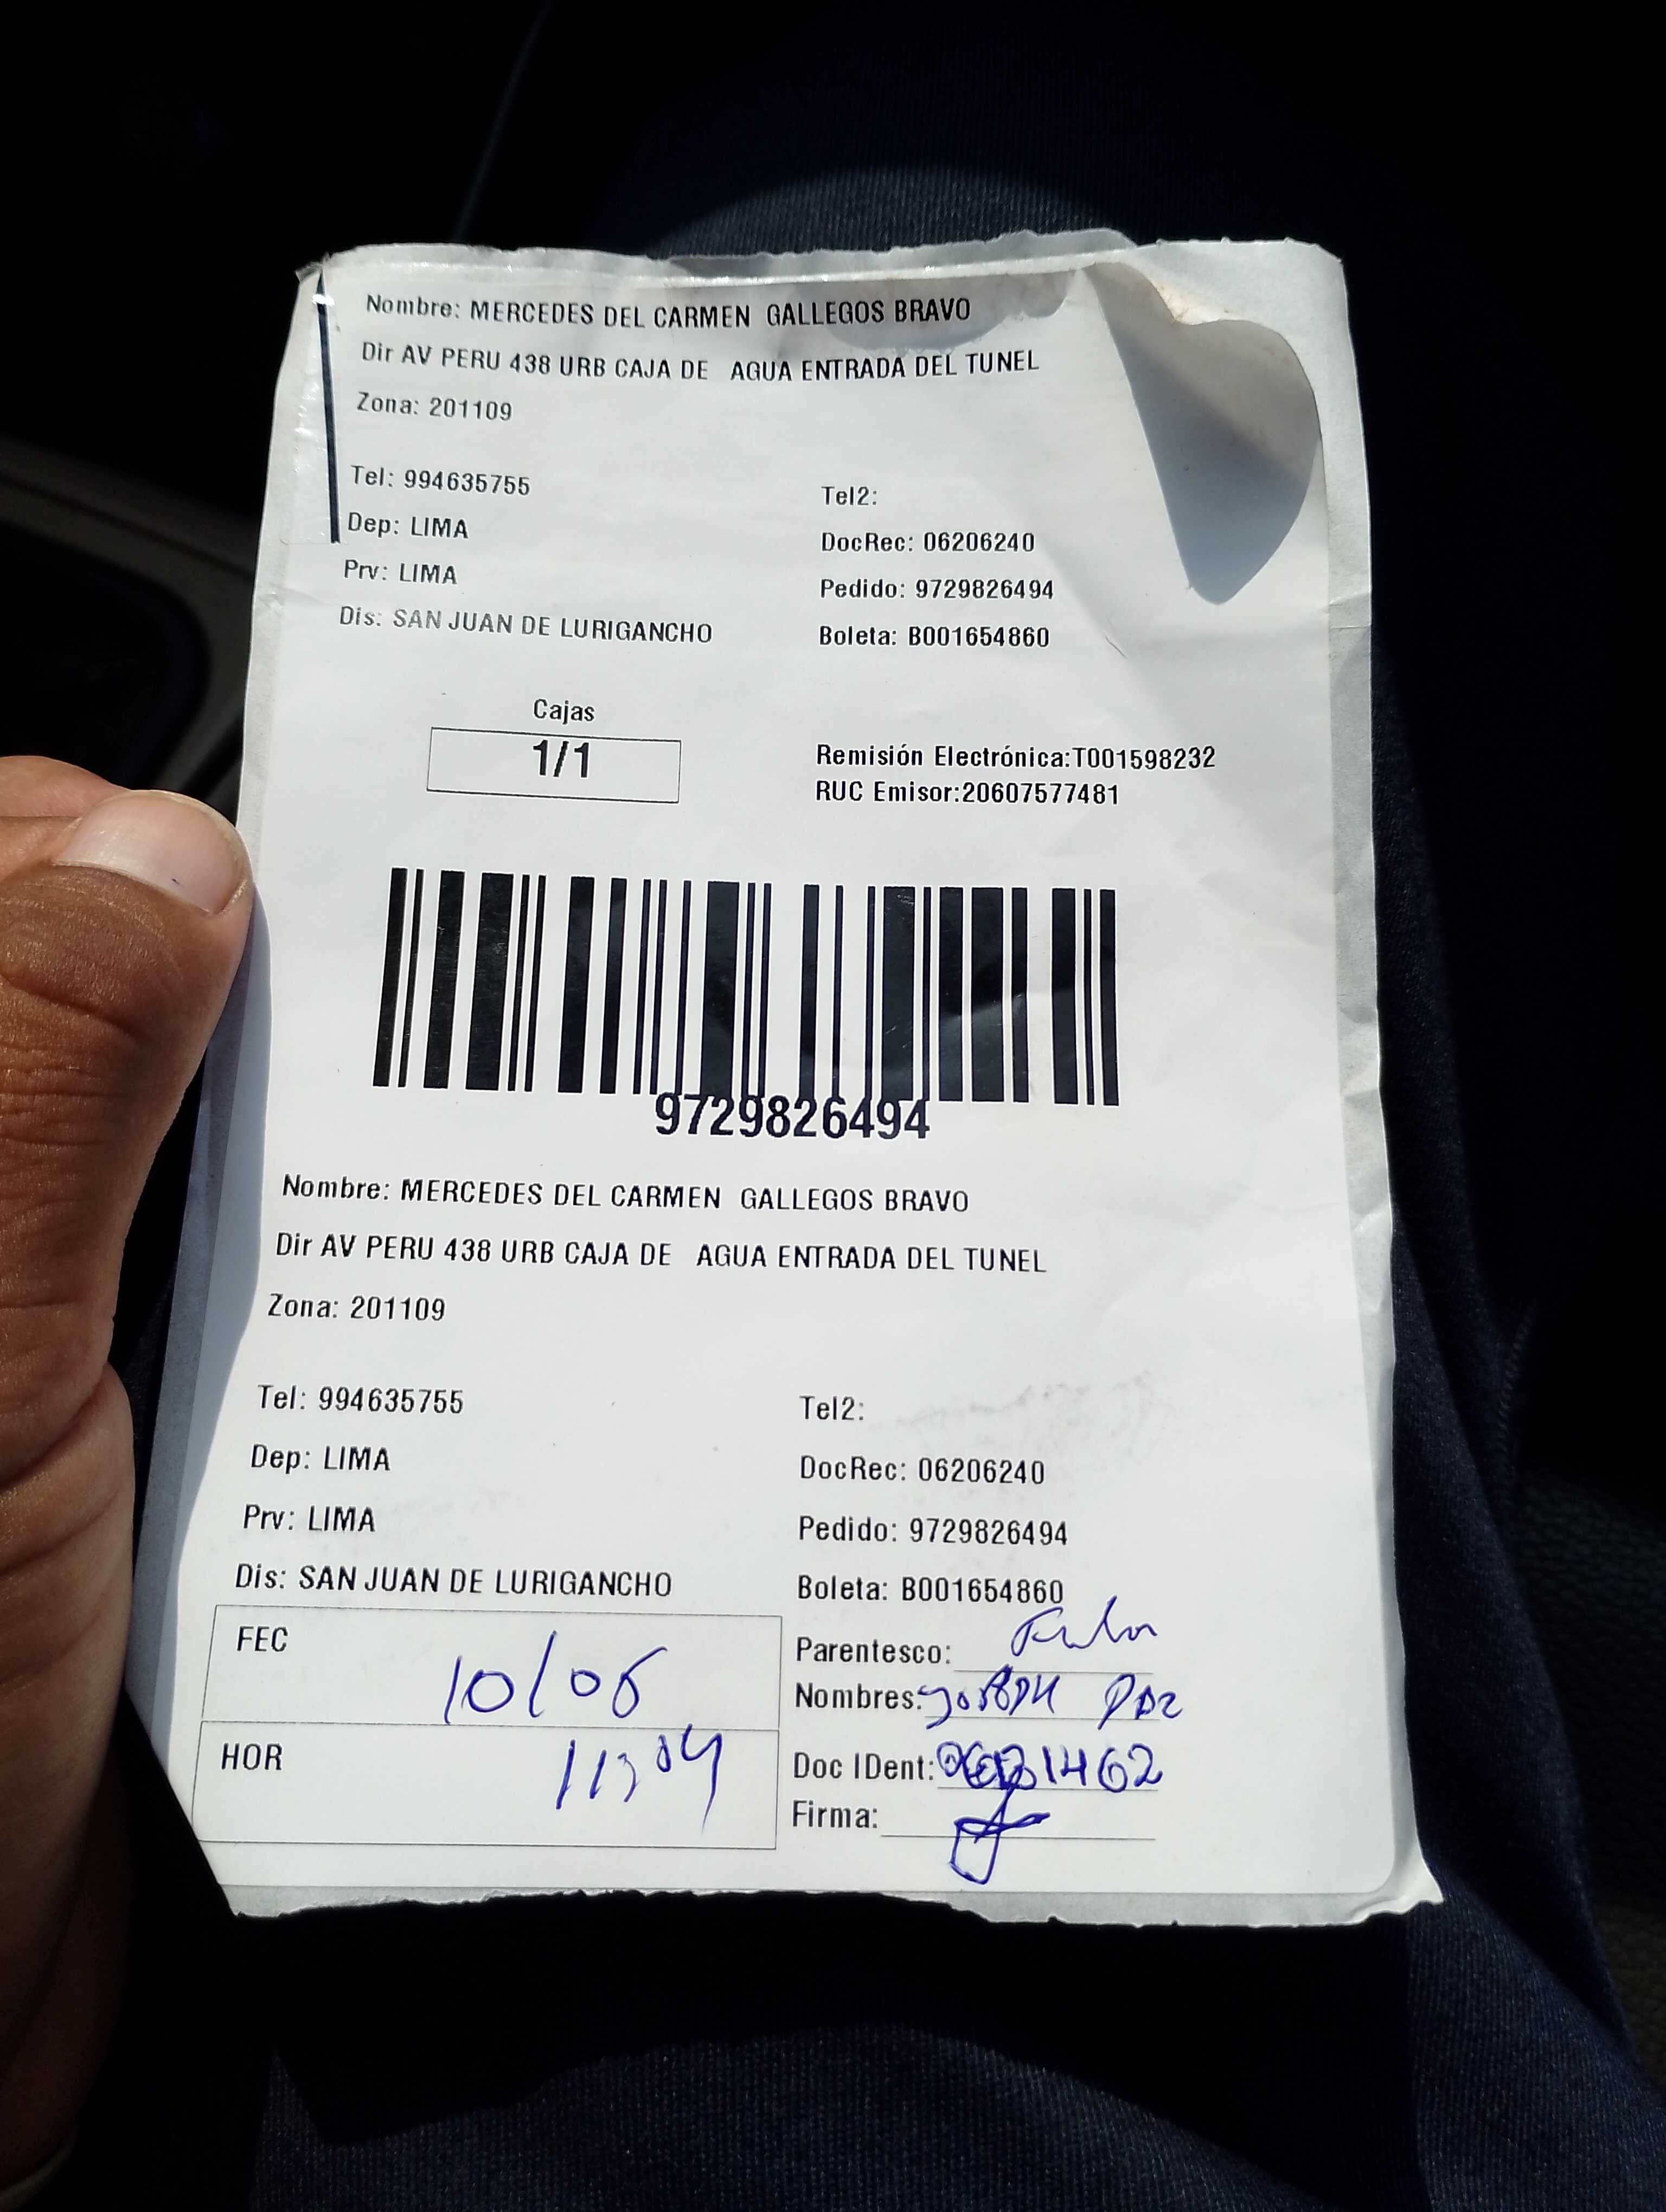 Nombre: MERCEDES DEL CARMEN GALLEGOS BRAVO
Dir AV PERU 438 URB CAJA DE AGUA ENTRADA DEL TUNEL
Zona: 201109
Tel: 994635755
Tel2:
Dep: LIMA
DocRec: 06206240
Prv: LIMA
Pedido: 9729826494
Dis: SAN JUAN DE LURIGANCHO
Boleta: B001654860
Cajas
1/1
Remisión Electrónica:T001598232
RUC Emisor:20607577481
9729826494
Nombre: MERCEDES DEL CARMEN GALLEGOS BRAVO
Dir AV PERU 438 URB CAJA DE AGUA ENTRADA DEL TUNEL
Zona: 201109
Tel: 994635755
Tel2:
Dep: LIMA
DocRec: 06206240
Prv: LIMA
Pedido: 9729826494
Dis: SAN JUAN DE LURIGANCHO
Boleta: B001654860
FEC 10/06
Parentesco:
Nombres:
HOR
Doc IDent:
Firma: